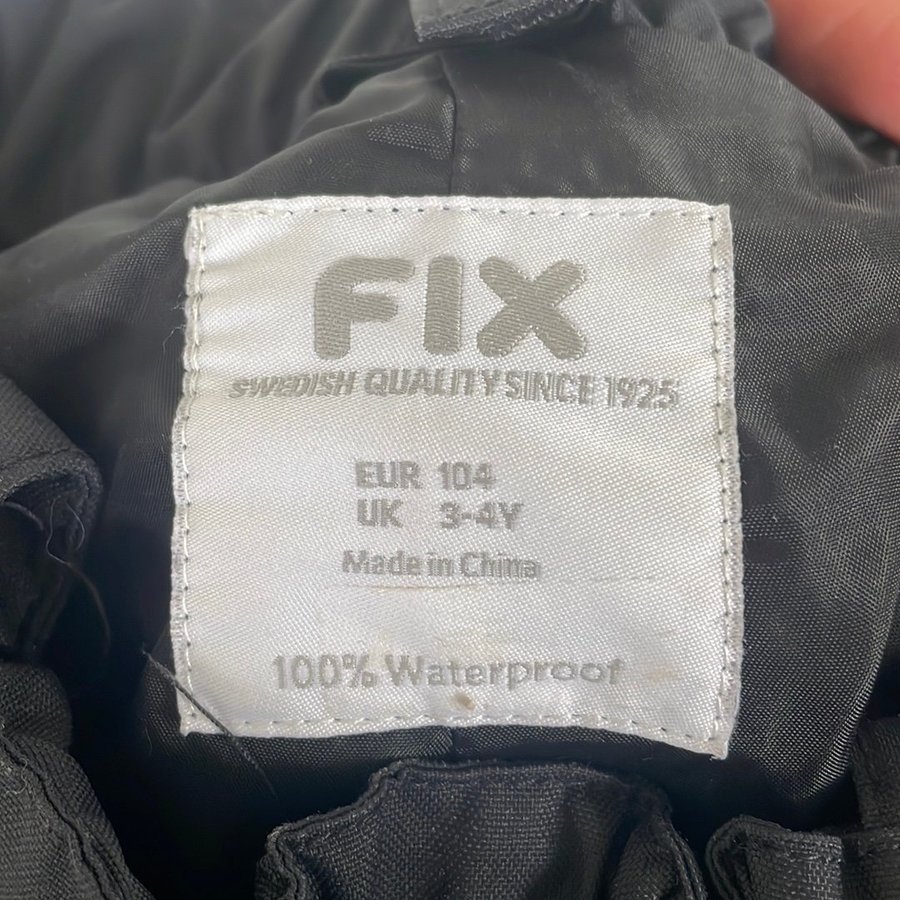 FIX
SWEDISH QUALITY SINCE 1925
EUR 104
UK 3-4Y
Made in China
100% Waterproof